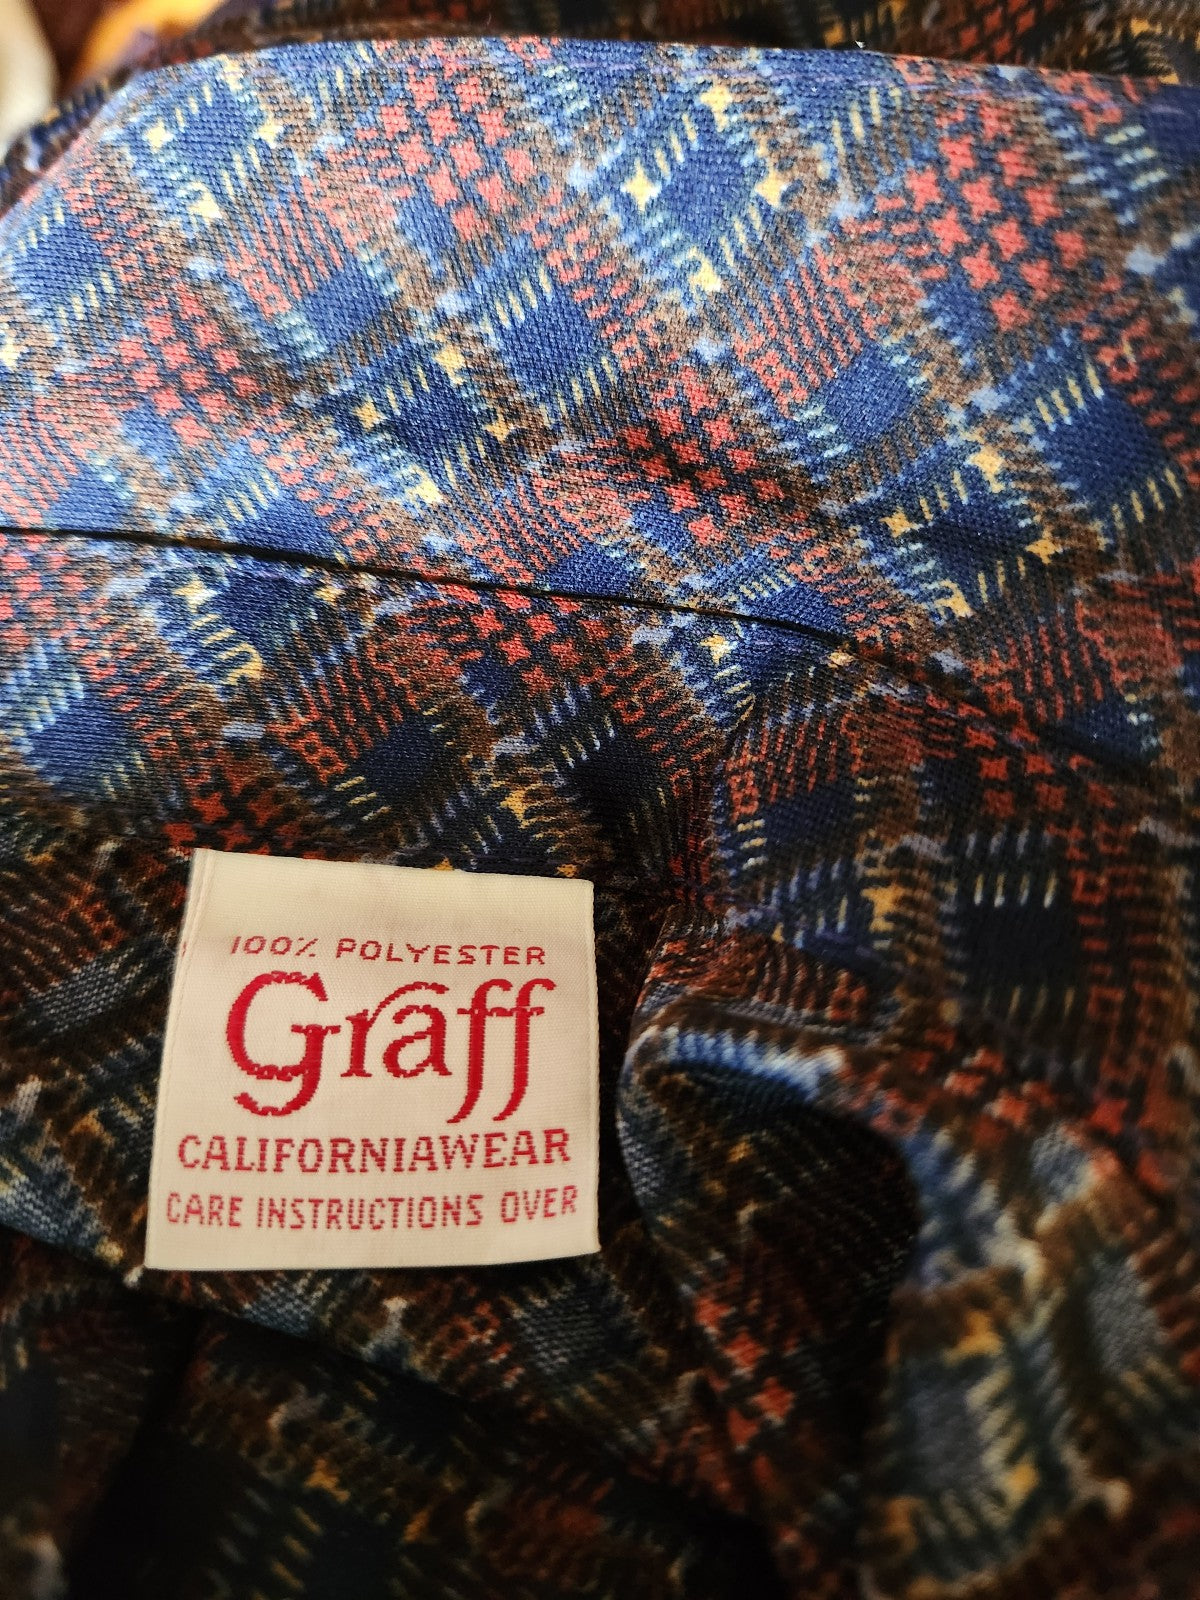 100% POLYESTER
Graff
CALIFORNIAWEAR
CARE INSTRUCTIONS OVER